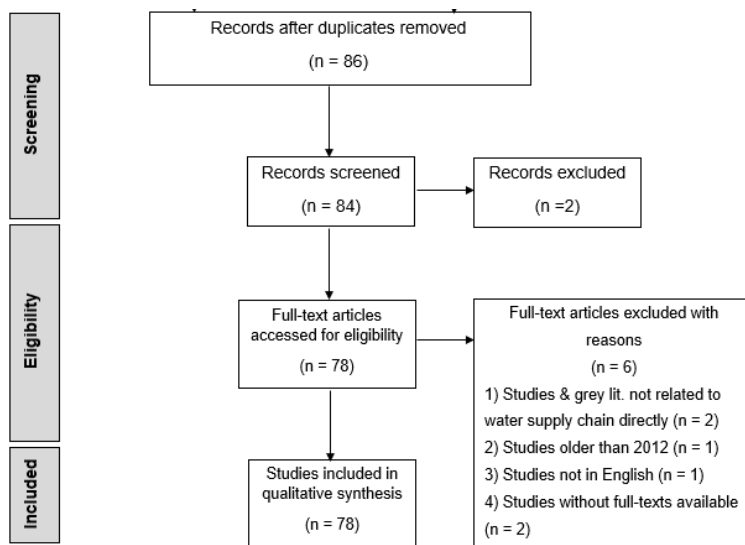 Screening
Records after duplicates removed
(n = 86)
Records screened
(n = 84)
Records excluded
(n =2)
Eligibility
Full-text articles
accessed for eligibility
(n = 78)
Full-text articles excluded with
reasons
(n = 6)
1) Studies & grey lit. not related to
water supply chain directly (n = 2)
2) Studies older than 2012 (n = 1)
3) Studies not in English (n = 1)
4) Studies without full-texts available
(n = 2)
Included
Studies included in
qualitative synthesis
(n = 78)